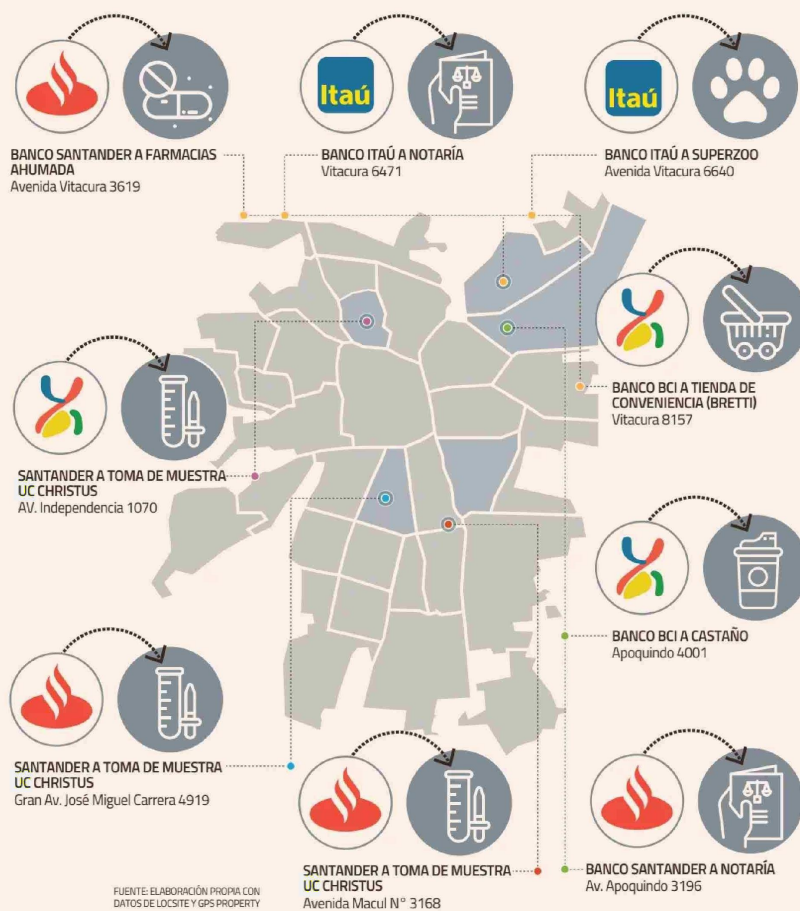 Itaú
Itaú
BANCO SANTANDER A FARMACIAS
AHUMADA
Avenida Vitacura 3619
BANCO ITAÚ A NOTARÍA
Vitacura 6471
BANCO ITAÚ A SUPERZOO
Avenida Vitacura 6640
BANCO BCI A TIENDA DE
CONVENIENCIA (BRETTI)
Vitacura 8157
SANTANDER A TOMA DE MUESTRA
UC CHRISTUS
AV. Independencia 1070
BANCO BCI A CASTAÑO
Apoquindo 4001
SANTANDER A TOMA DE MUESTRA
UC CHRISTUS
Gran Av. José Miguel Carrera 4919
SANTANDER A TOMA DE MUESTRA
UC CHRISTUS
Avenida Macul N° 3168
BANCO SANTANDER A NOTARÍA
Av. Apoquindo 3196
FUENTE: ELABORACIÓN PROPIA CON
DATOS DE LOCSITE Y GPS PROPERTY